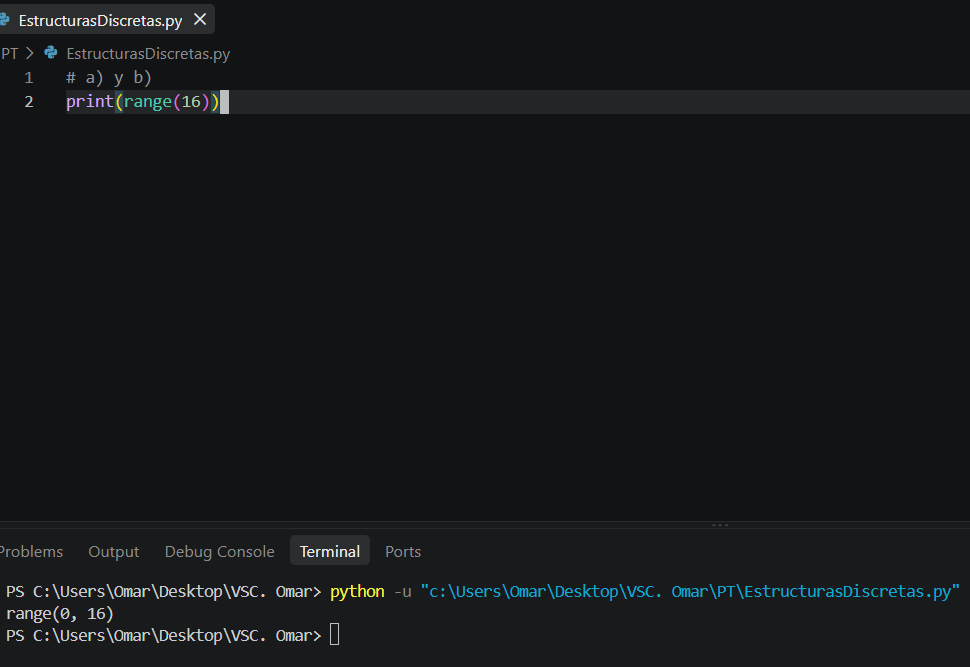 EstructurasDiscretas.py
PT > EstructurasDiscretas.py
1 # a) y b)
2 print(range(16))
Problems Output Debug Console Terminal Ports
PS C:\Users\Omar\Desktop\VSC. Omar> python -u "c:\Users\Omar\Desktop\VSC. Omar\PT\EstructurasDiscretas.py"
range(0, 16)
PS C:\Users\Omar\Desktop\VSC. Omar>